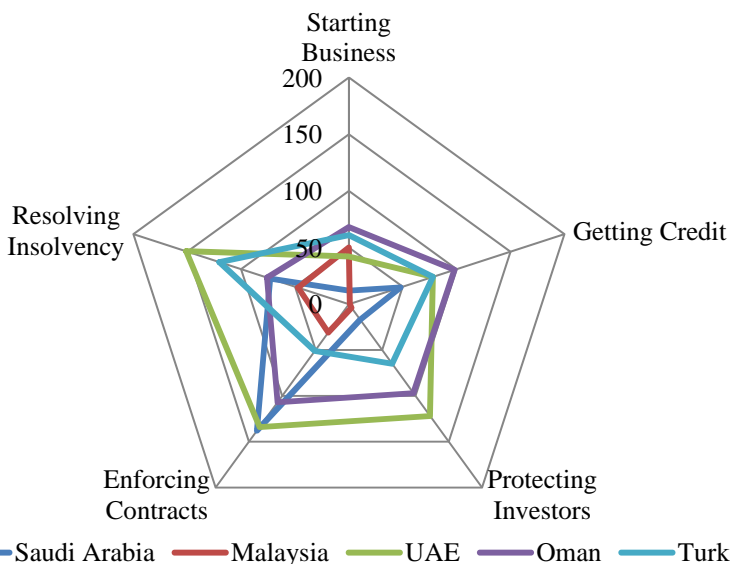 Starting
Business
200
150
100
50
0
Getting Credit
Protecting
Investors
Enforcing
Contracts
Resolving
Insolvency
Saudi Arabia Malaysia UAE Oman Turk